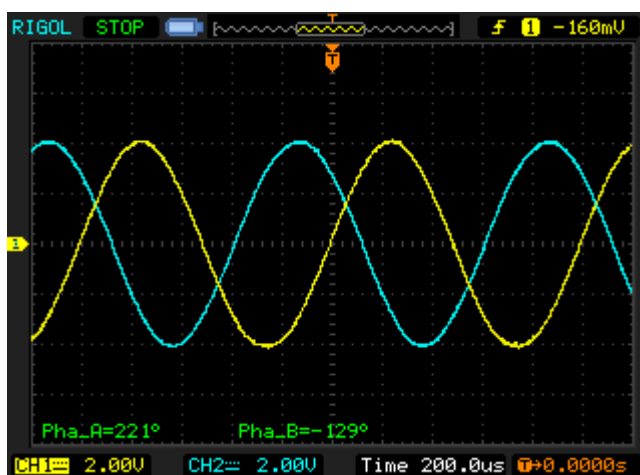 RIGOL STOP T 1 -160mV
T
1
Pha_A=221° Pha_B=-129°
CH1 2.00V CH2 2.00V Time 200.0us T→0.0000s